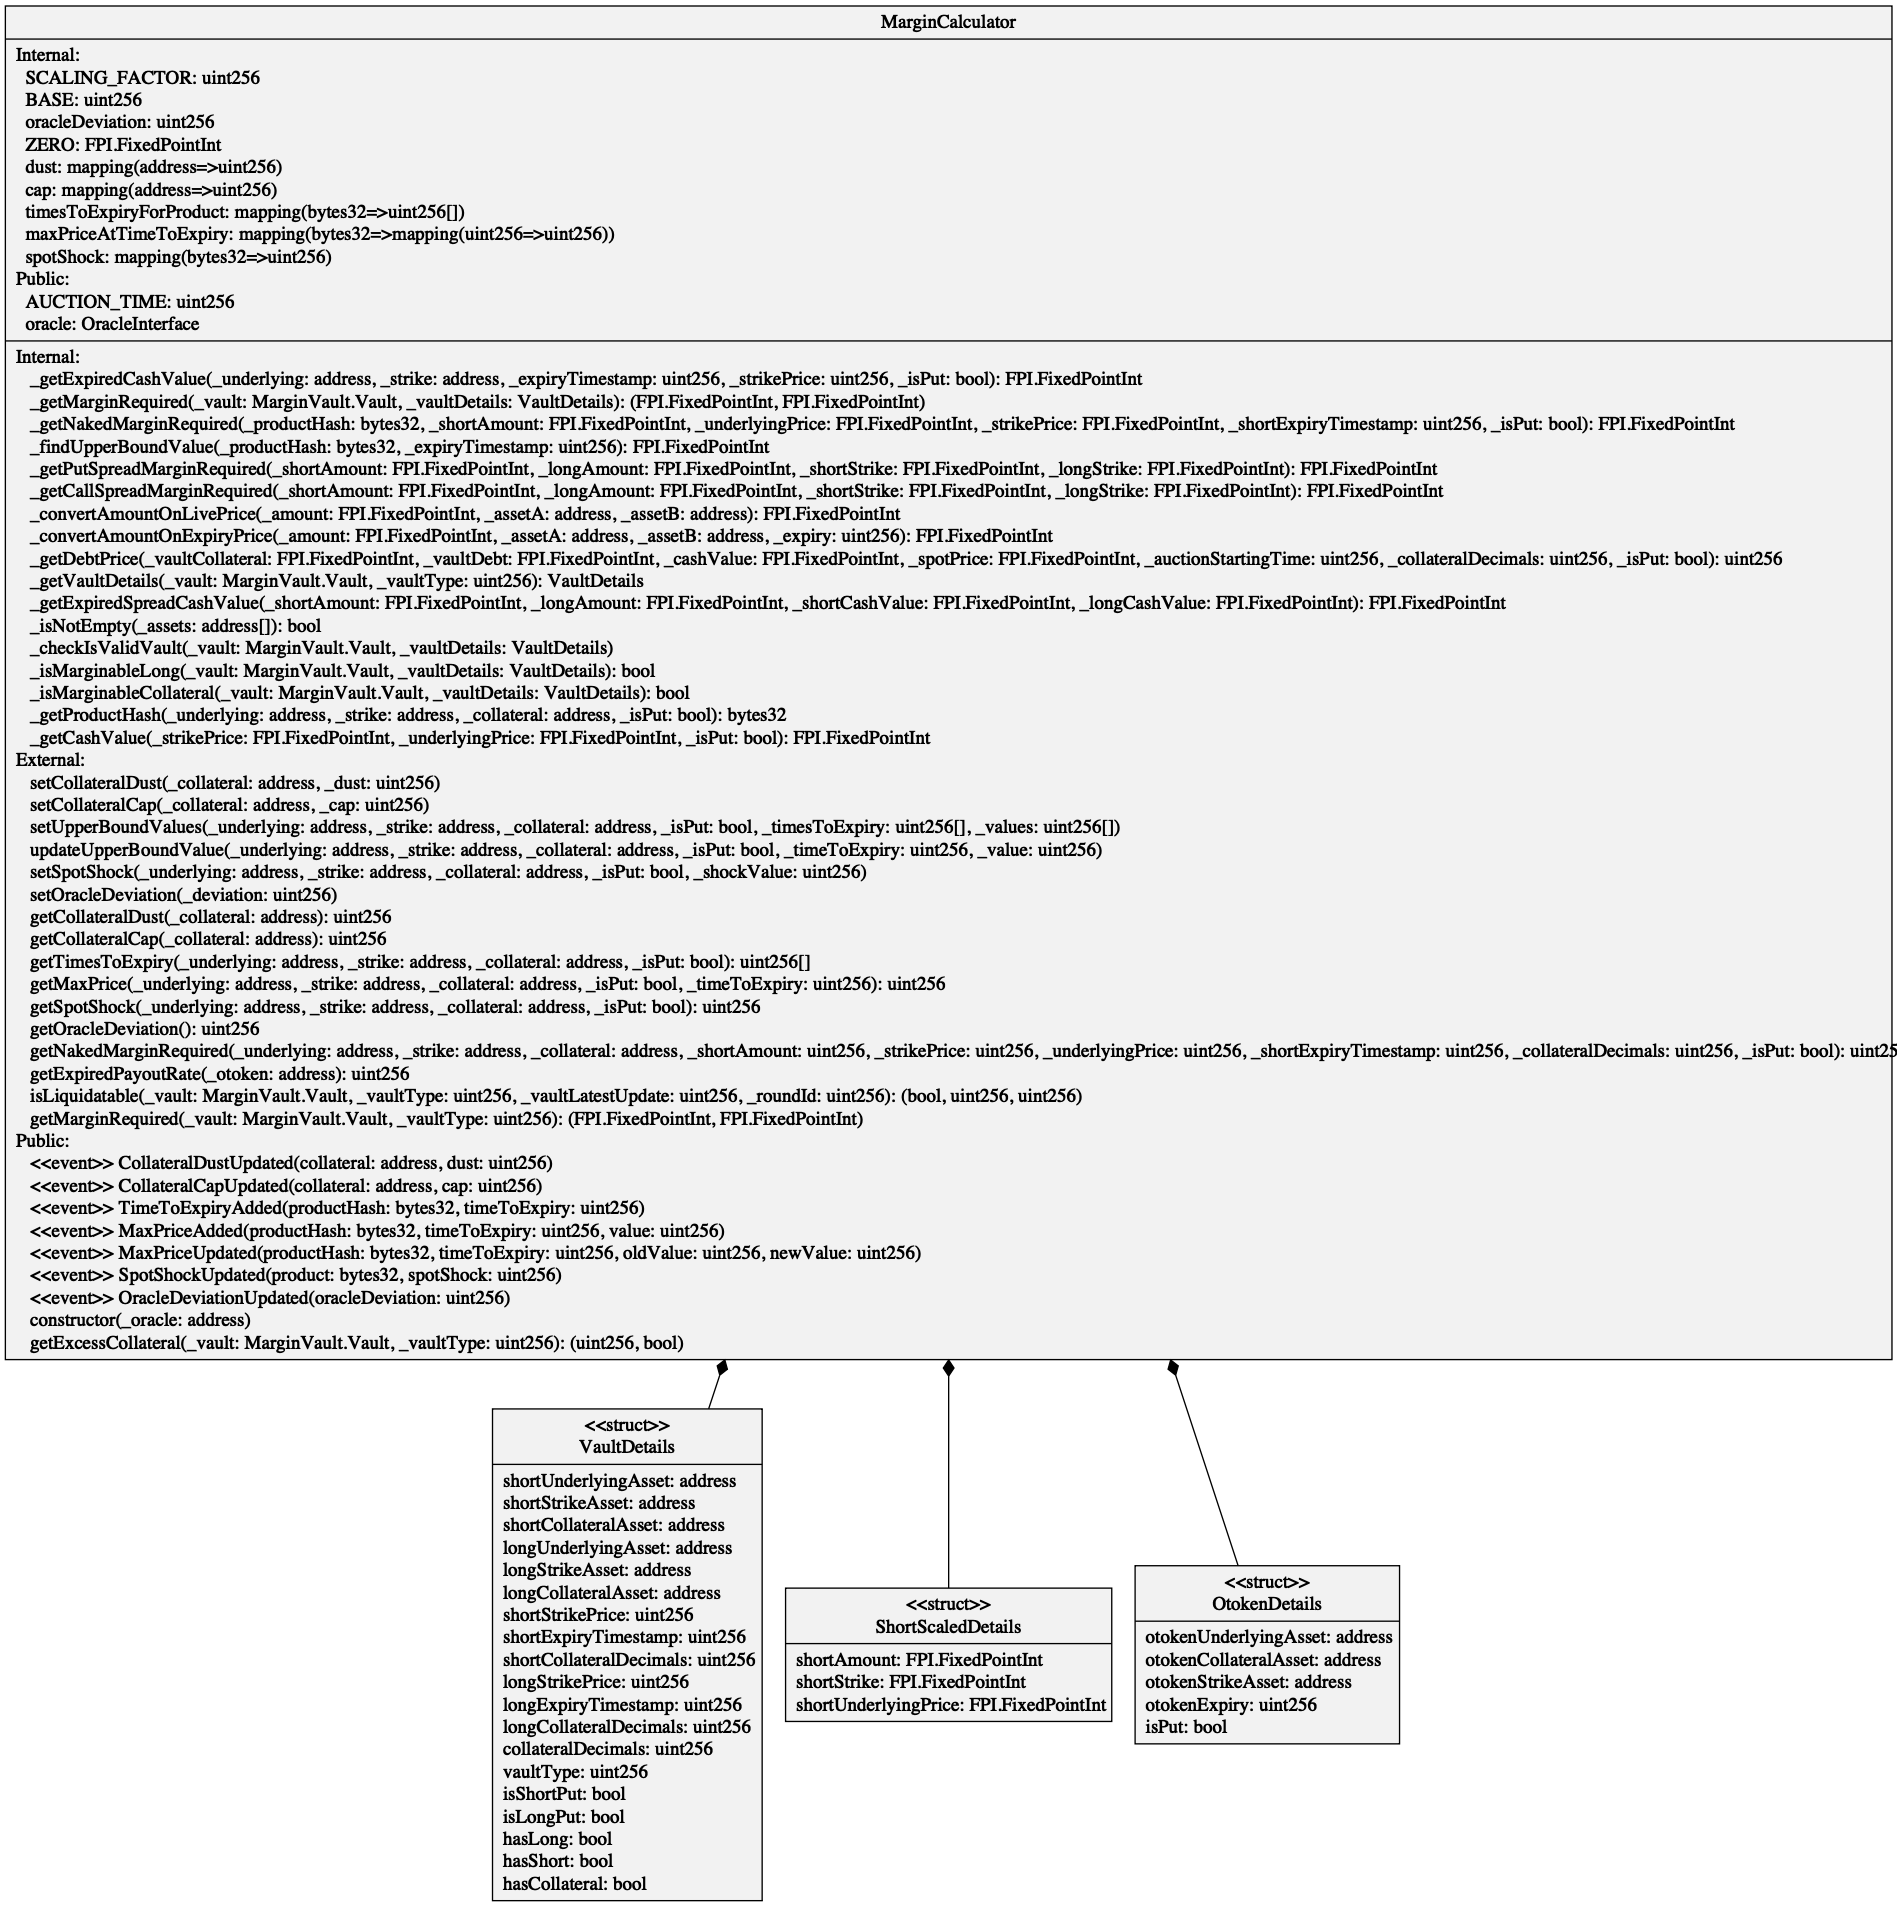 MarginCalculator
Internal:
SCALING_FACTOR: uint256
BASE: uint256
oracleDeviation: uint256
ZERO: FPI.FixedPointInt
dust: mapping(address=>uint256)
cap: mapping(address=>uint256)
timesToExpiryForProduct: mapping(bytes32=>uint256[])
maxPriceAtTimeToExpiry: mapping(bytes32=>mapping(uint256=>uint256))
spotShock: mapping(bytes32=>uint256)
Public:
AUCTION_TIME: uint256
oracle: OracleInterface
Internal:
_getExpiredCashValue(_underlying: address, _strike: address, _expiryTimestamp: uint256, _strikePrice: uint256, _isPut: bool): FPI.FixedPointInt
_getMarginRequired(_vault: MarginVault.Vault, _vaultDetails: VaultDetails): (FPI.FixedPointInt, FPI.FixedPointInt)
_getNakedMarginRequired(_productHash: bytes32, _shortAmount: FPI.FixedPointInt, _underlyingPrice: FPI.FixedPointInt, _strikePrice: FPI.FixedPointInt, _shortExpiryTimestamp: uint256, _isPut: bool): FPI.FixedPointInt
_findUpperBoundValue(_productHash: bytes32, _expiryTimestamp: uint256): FPI.FixedPointInt
_getPutSpreadMarginRequired(_shortAmount: FPI.FixedPointInt, _longAmount: FPI.FixedPointInt, _shortStrike: FPI.FixedPointInt, _longStrike: FPI.FixedPointInt): FPI.FixedPointInt
_getCallSpreadMarginRequired(_shortAmount: FPI.FixedPointInt, _longAmount: FPI.FixedPointInt, _shortStrike: FPI.FixedPointInt, _longStrike: FPI.FixedPointInt): FPI.FixedPointInt
_convertAmountOnLivePrice(_amount: FPI.FixedPointInt, _assetA: address, _assetB: address): FPI.FixedPointInt
_convertAmountOnExpiryPrice(_amount: FPI.FixedPointInt, _assetA: address, _assetB: address, _expiry: uint256): FPI.FixedPointInt
_getDebtPrice(_vaultCollateral: FPI.FixedPointInt, _vaultDebt: FPI.FixedPointInt, _cashValue: FPI.FixedPointInt, _spotPrice: FPI.FixedPointInt, _auctionStartingTime: uint256, _collateralDecimals: uint256, _isPut: bool): uint256
_getVaultDetails(_vault: MarginVault.Vault, _vaultType: uint256): VaultDetails
_getExpiredSpreadCashValue(_shortAmount: FPI.FixedPointInt, _longAmount: FPI.FixedPointInt, _shortCashValue: FPI.FixedPointInt, _longCashValue: FPI.FixedPointInt): FPI.FixedPointInt
_isNotEmpty(_assets: address[]): bool
_checkIsValidVault(_vault: MarginVault.Vault, _vaultDetails: VaultDetails)
_isMarginableLong(_vault: MarginVault.Vault, _vaultDetails: VaultDetails): bool
_isMarginableCollateral(_vault: MarginVault.Vault, _vaultDetails: VaultDetails): bool
_getProductHash(_underlying: address, _strike: address, _collateral: address, _isPut: bool): bytes32
_getCashValue(_strikePrice: FPI.FixedPointInt, _underlyingPrice: FPI.FixedPointInt, _isPut: bool): FPI.FixedPointInt
External:
setCollateralDust(_collateral: address, _dust: uint256)
setCollateralCap(_collateral: address, _cap: uint256)
setUpperBoundValues(_underlying: address, _strike: address, _collateral: address, _isPut: bool, _timesToExpiry: uint256[], _values: uint256[])
updateUpperBoundValue(_underlying: address, _strike: address, _collateral: address, _isPut: bool, _timeToExpiry: uint256, _value: uint256)
setSpotShock(_underlying: address, _strike: address, _collateral: address, _isPut: bool, _shockValue: uint256)
setOracleDeviation(_deviation: uint256)
getCollateralDust(_collateral: address): uint256
getCollateralCap(_collateral: address): uint256
getTimesToExpiry(_underlying: address, _strike: address, _collateral: address, _isPut: bool): uint256[]
getMaxPrice(_underlying: address, _strike: address, _collateral: address, _isPut: bool, _timeToExpiry: uint256): uint256
getSpotShock(_underlying: address, _strike: address, _collateral: address, _isPut: bool): uint256
getOracleDeviation(): uint256
getNakedMarginRequired(_underlying: address, _strike: address, _collateral: address, _shortAmount: uint256, _strikePrice: uint256, _underlyingPrice: uint256, _shortExpiryTimestamp: uint256, _collateralDecimals: uint256, _isPut: bool): uint25
getExpiredPayoutRate(_otoken: address): uint256
isLiquidatable(_vault: MarginVault.Vault, _vaultType: uint256, _vaultLatestUpdate: uint256, _roundId: uint256): (bool, uint256, uint256)
getMarginRequired(_vault: MarginVault.Vault, _vaultType: uint256): (FPI.FixedPointInt, FPI.FixedPointInt)
Public:
<<event>> CollateralDustUpdated(collateral: address, dust: uint256)
<<event>> CollateralCapUpdated(collateral: address, cap: uint256)
<<event>> TimeToExpiryAdded(productHash: bytes32, timeToExpiry: uint256)
<<event>> MaxPriceAdded(productHash: bytes32, timeToExpiry: uint256, value: uint256)
<<event>> MaxPriceUpdated(productHash: bytes32, timeToExpiry: uint256, oldValue: uint256, newValue: uint256)
<<event>> SpotShockUpdated(product: bytes32, spotShock: uint256)
<<event>> OracleDeviationUpdated(oracleDeviation: uint256)
constructor(_oracle: address)
getExcessCollateral(_vault: MarginVault.Vault, _vaultType: uint256): (uint256, bool)
<<struct>>
VaultDetails
shortUnderlyingAsset: address
shortStrikeAsset: address
shortCollateralAsset: address
longUnderlyingAsset: address
longStrikeAsset: address
longCollateralAsset: address
shortStrikePrice: uint256
shortExpiryTimestamp: uint256
shortCollateralDecimals: uint256
longStrikePrice: uint256
longExpiryTimestamp: uint256
longCollateralDecimals: uint256
collateralDecimals: uint256
vaultType: uint256
isShortPut: bool
isLongPut: bool
hasLong: bool
hasShort: bool
hasCollateral: bool
<<struct>>
ShortScaledDetails
shortAmount: FPI.FixedPointInt
shortStrike: FPI.FixedPointInt
shortUnderlyingPrice: FPI.FixedPointInt
<<struct>>
OtokenDetails
otokenUnderlyingAsset: address
otokenCollateralAsset: address
otokenStrikeAsset: address
otokenExpiry: uint256
isPut: bool